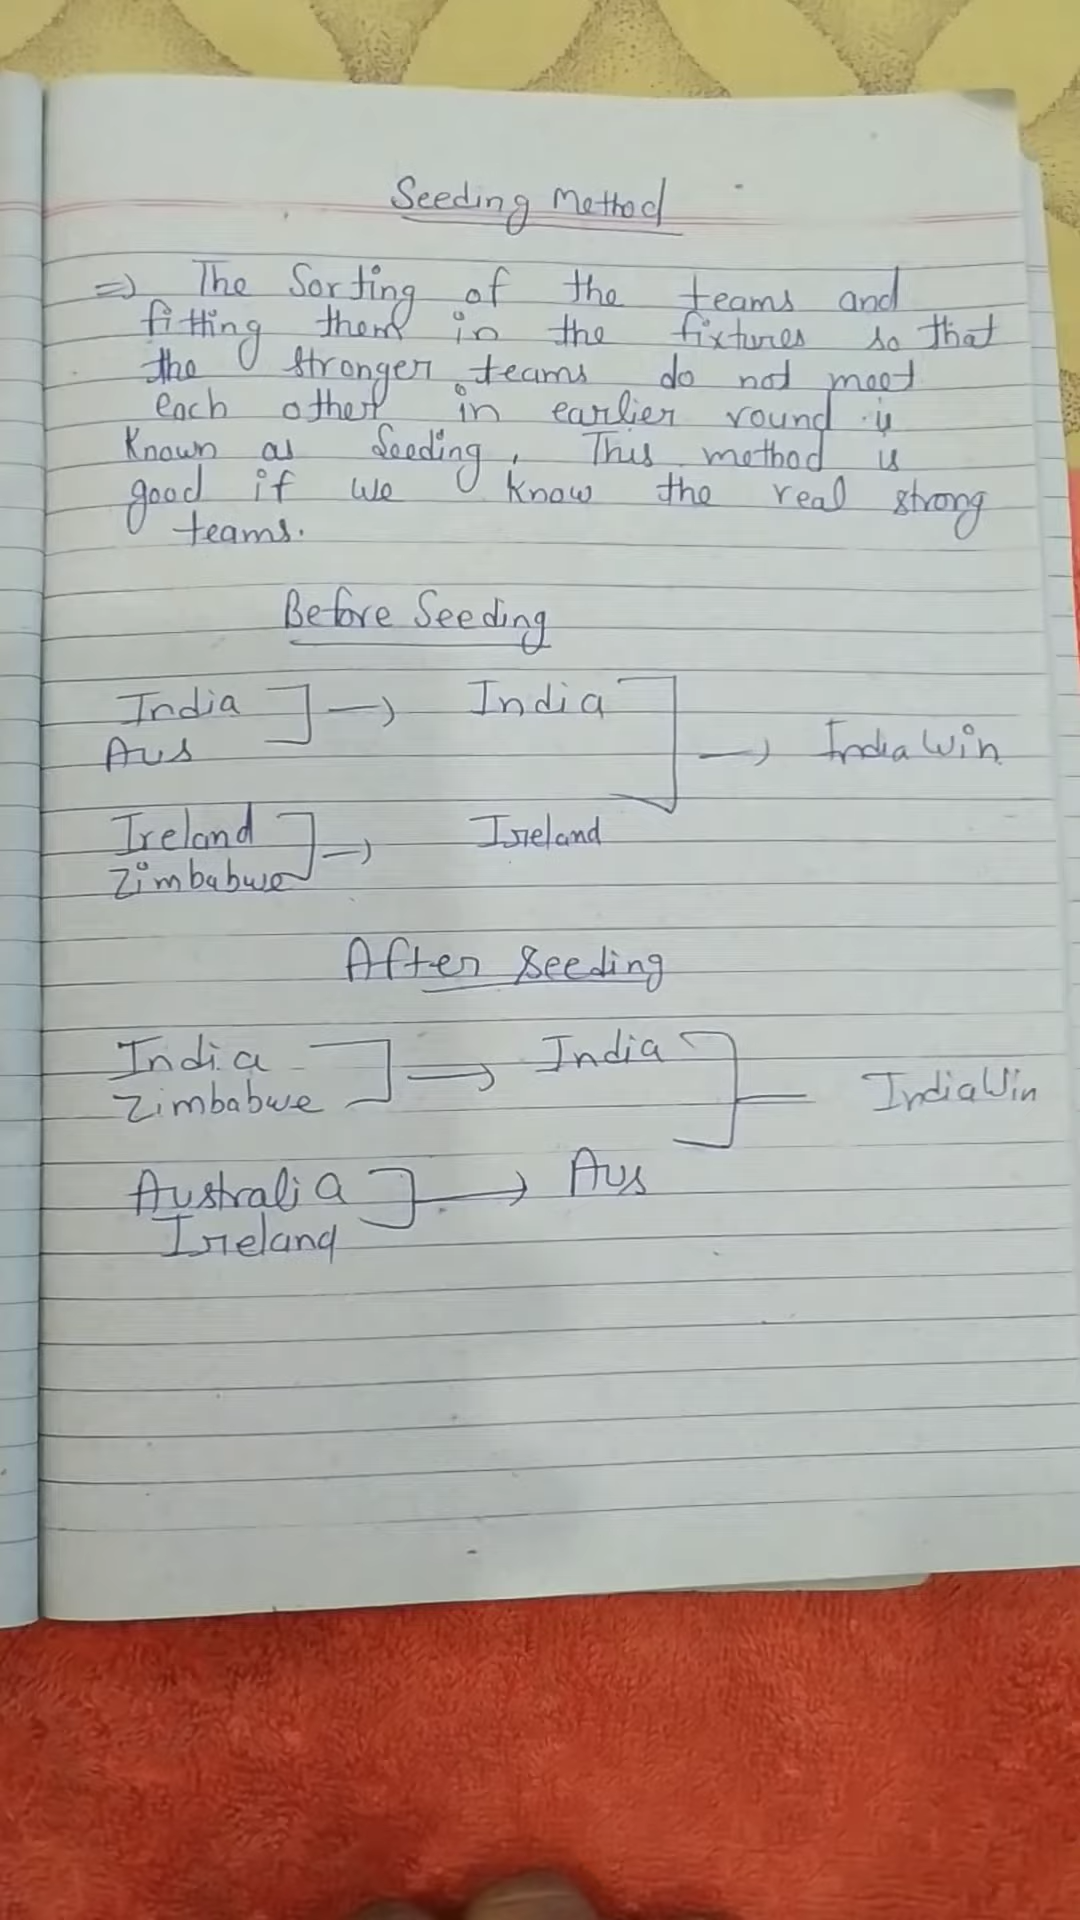 Seeding Method
=> The Sorting of the teams and
fitting them in the fixtures so that
the stronger teams do not meet
each other in earlier round is
Known as Seeding, This method is
good if we know the real strong
teams.
Before Seeding
India ] → India ] → India Win
Aus
Ireland ] → Ireland
Zimbabwe
After Seeding
India ] → India ] — India Win
Zimbabwe
Australia ] → Aus
Ireland